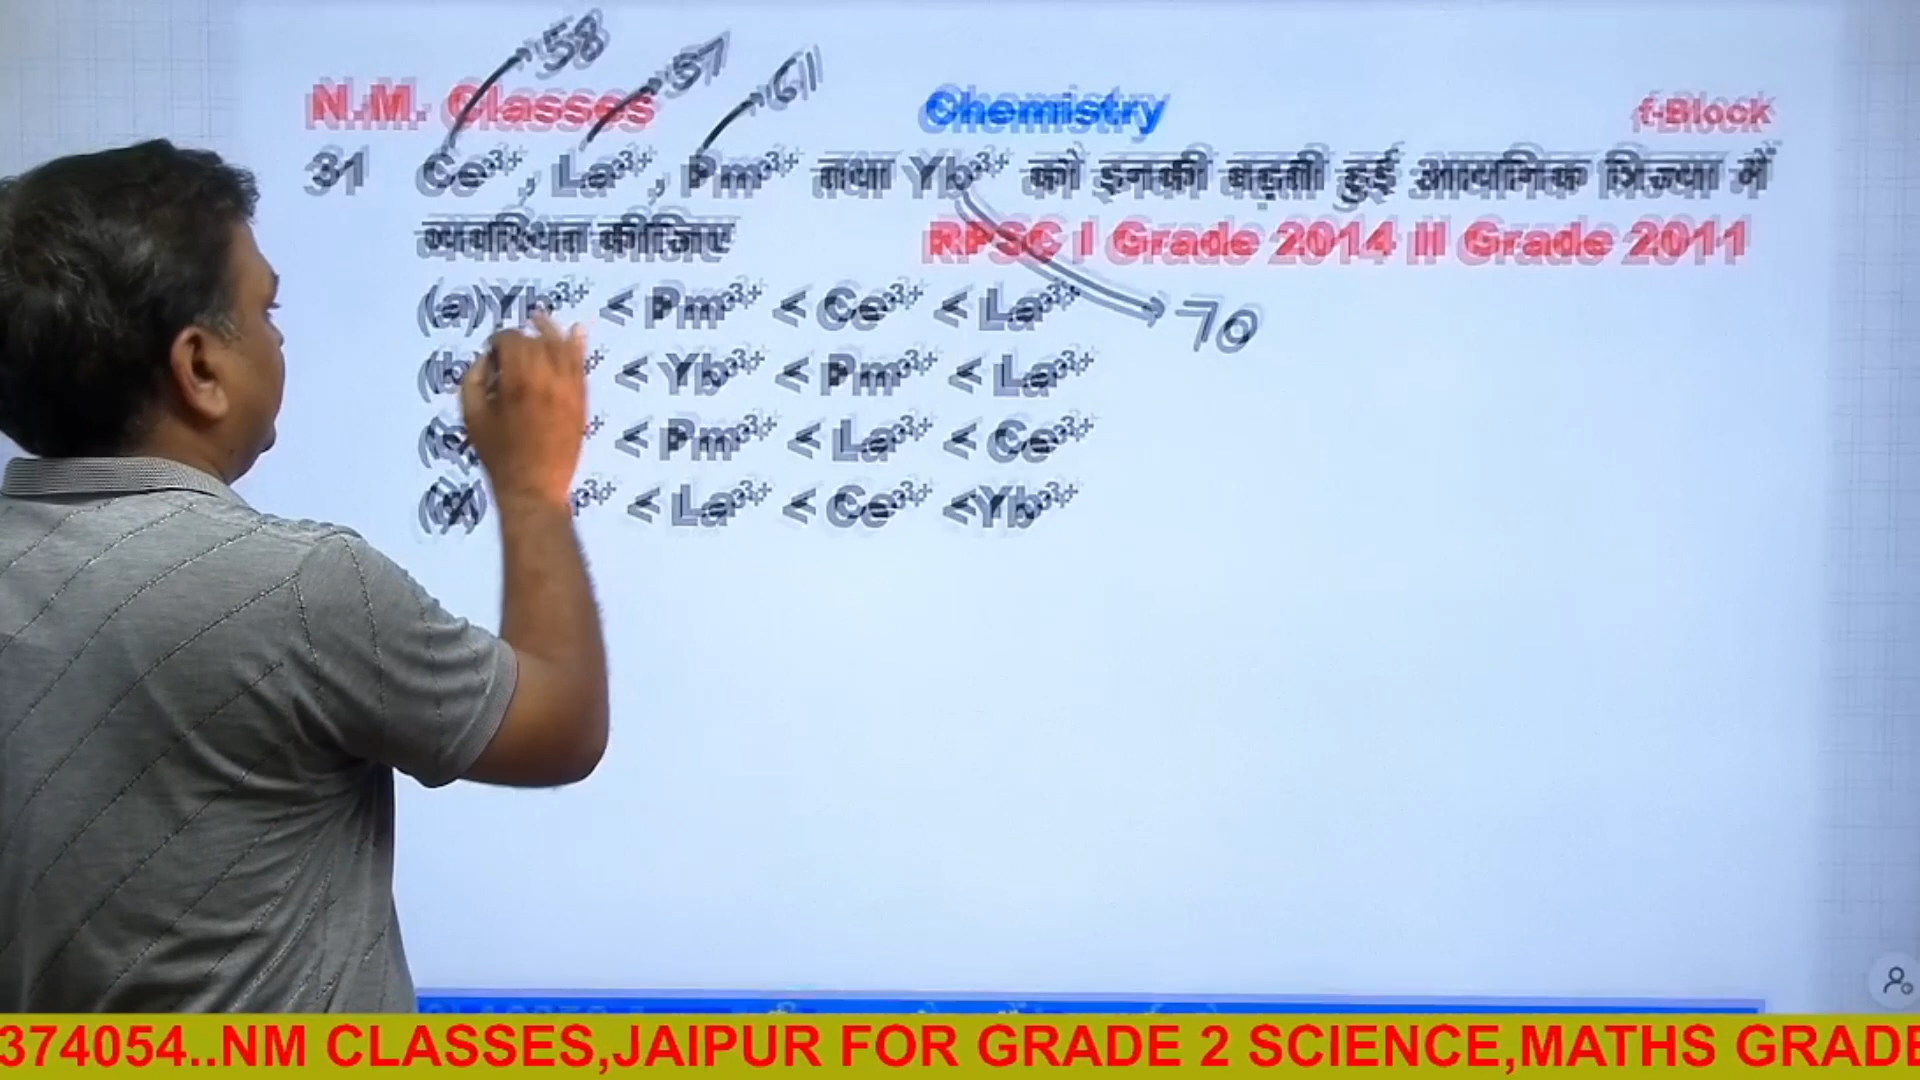 58 57 61
N.M. Classes Chemistry f-Block
31 Ce³⁺, La³⁺, Pm³⁺ तथा Yb³⁺ को इनकी बढ़ती हुई आयनिक त्रिज्या में
व्यवस्थित कीजिए RPSC I Grade 2014 II Grade 2011
(a)Yb³⁺ < Pm³⁺ < Ce³⁺ < La³⁺
70
(b) < Yb³⁺ < Pm³⁺ < La³⁺
< Pm³⁺ < La³⁺ < Ce³⁺
(d) < La³⁺ < Ce³⁺ <Yb³⁺
374054..NM CLASSES,JAIPUR FOR GRADE 2 SCIENCE,MATHS GRADE